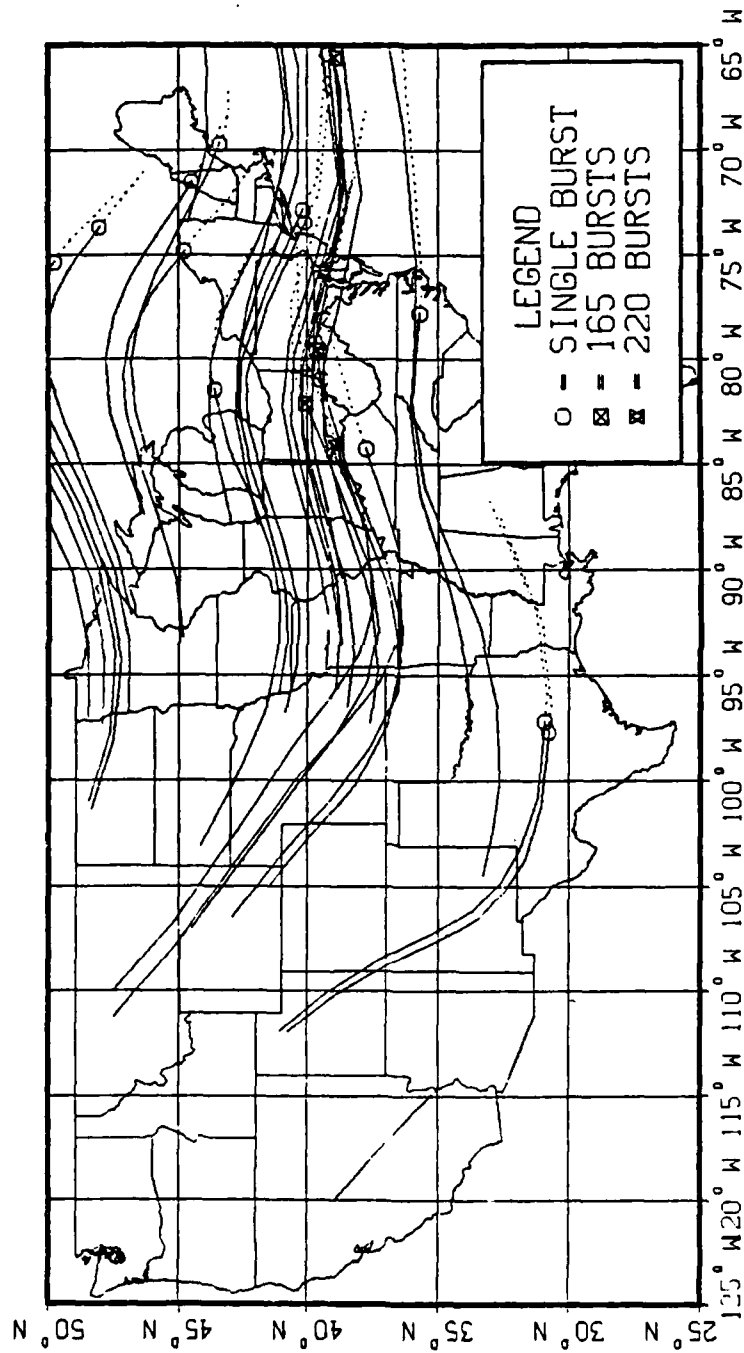 50° N
45° N
40° N
35° N
30° N
25° N
125° W
120° W
115° W
110° W
105° W
100° W
95° W
90° W
85° W
80° W
75° W
70° W
65° W
LEGEND
- SINGLE BURST
- 165 BURSTS
- 220 BURSTS